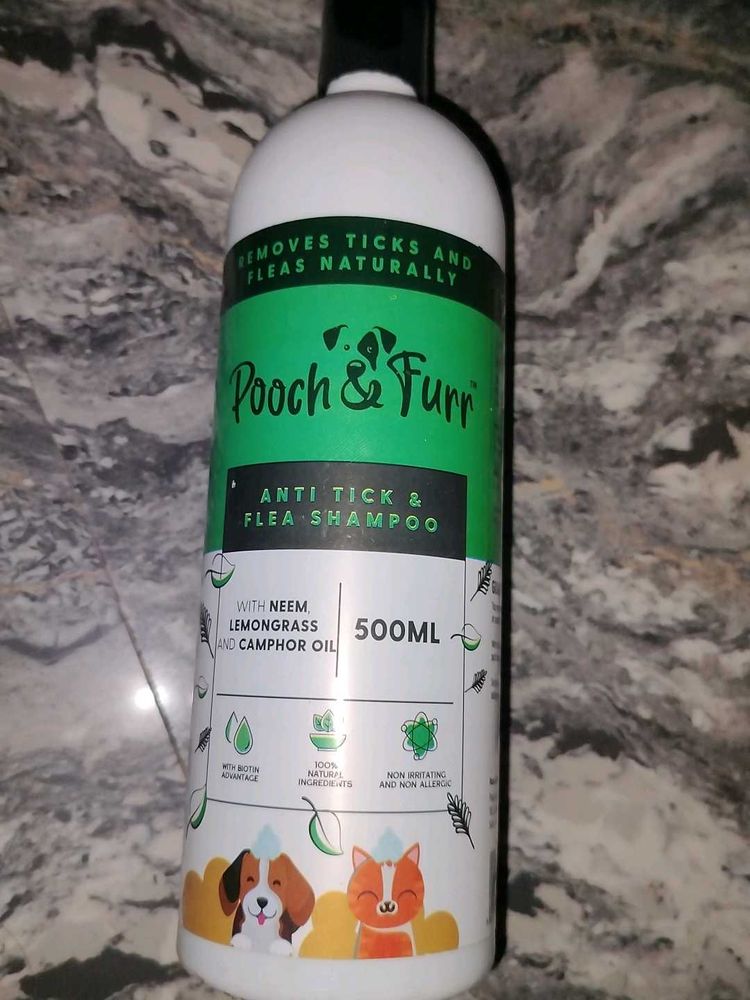 REMOVES TICKS AND
FLEAS NATURALLY
Pooch & Furr™
ANTI TICK &
FLEA SHAMPOO
WITH NEEM,
LEMONGRASS
AND CAMPHOR OIL
500ML
WITH BIOTIN
ADVANTAGE
100%
NATURAL
INGREDIENTS
NON IRRITATING
AND NON ALLERGIC